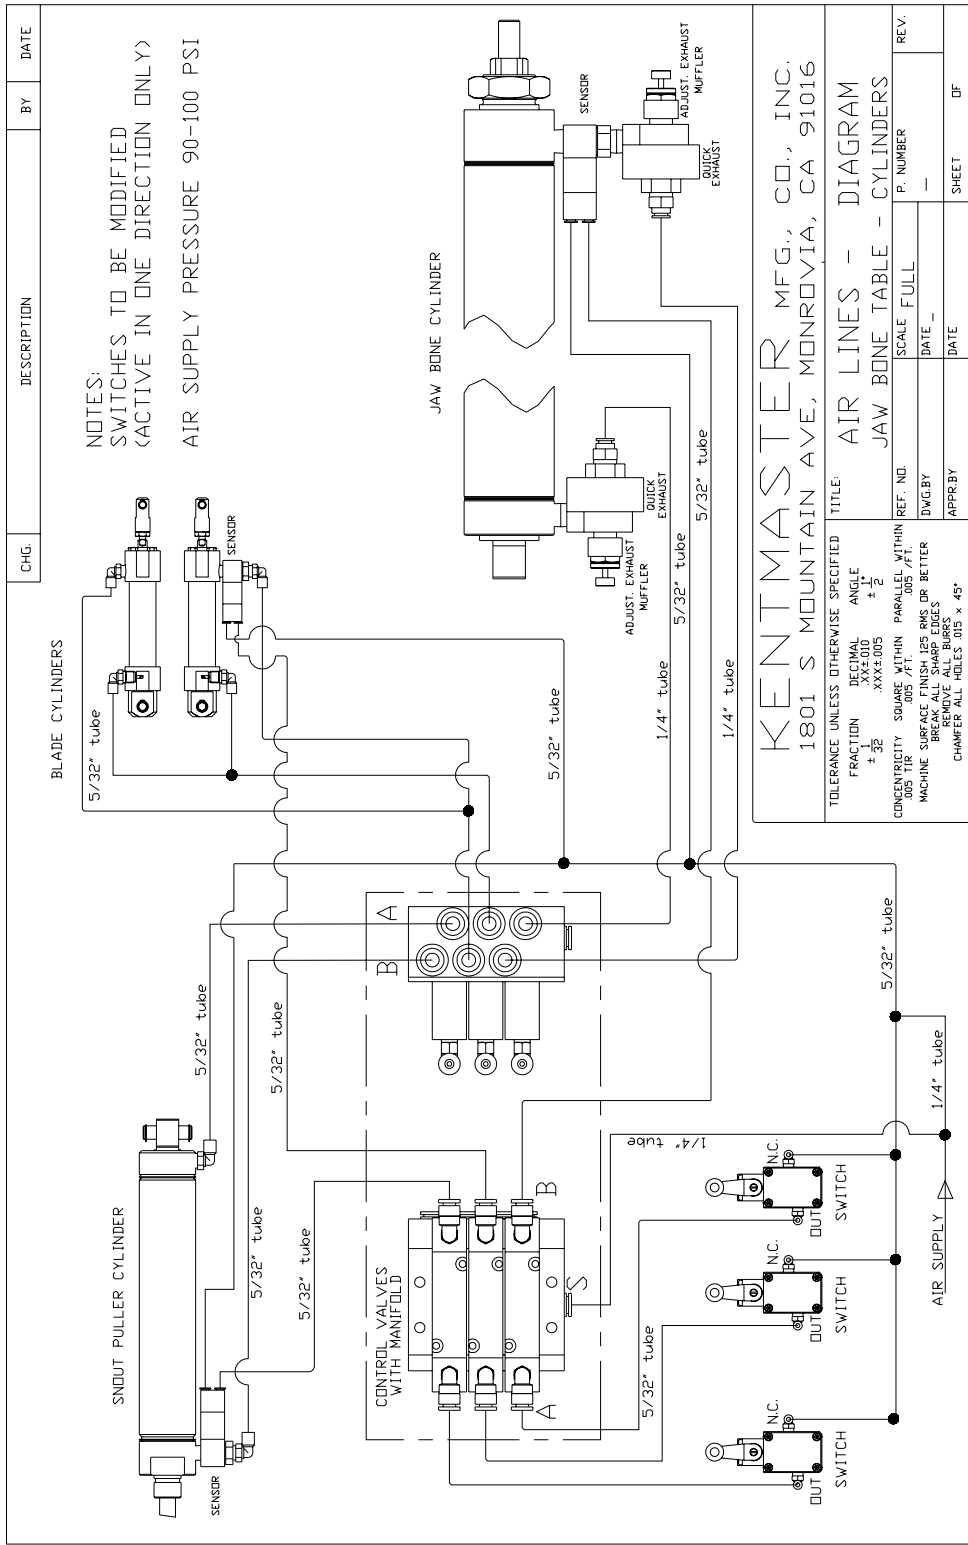 CHG.
DESCRIPTION
BY
DATE
NOTES:
SWITCHES TO BE MODIFIED
(ACTIVE IN ONE DIRECTION ONLY)
AIR SUPPLY PRESSURE 90-100 PSI
BLADE CYLINDERS
SENSOR
5/32" tube
SNOUT PULLER CYLINDER
SENSOR
5/32" tube
5/32" tube
5/32" tube
5/32" tube
5/32" tube
JAW BONE CYLINDER
SENSOR
ADJUST. EXHAUST
MUFFLER
QUICK
EXHAUST
QUICK
EXHAUST
ADJUST. EXHAUST
MUFFLER
1/4" tube
5/32" tube
5/32" tube
1/4" tube
CONTROL VALVES
WITH MANIFOLD
A
B
A
B
S
1/4" tube
5/32" tube
5/32" tube
1/4" tube
OUT
N.C.
SWITCH
OUT
N.C.
SWITCH
OUT
N.C.
SWITCH
AIR SUPPLY
KENTMASTER MFG., CO., INC.
1801 S MOUNTAIN AVE, MONROVIA, CA 91016
TOLERANCE UNLESS OTHERWISE SPECIFIED
FRACTION DECIMAL ANGLE
± 1/32 .XX±.010 ± 1°/2
.XXX±.005
CONCENTRICITY SQUARE WITHIN PARALLEL WITHIN
.005 TIR .005 /FT. .005 /FT.
MACHINE SURFACE FINISH 125 RMS OR BETTER
BREAK ALL SHARP EDGES
REMOVE ALL BURRS
CHAMFER ALL HOLES .015 x 45°
TITLE:
AIR LINES - DIAGRAM
JAW BONE TABLE - CYLINDERS
REF. NO.
SCALE FULL
P. NUMBER
REV.
DWG.BY
DATE -
-
APPR.BY
DATE
SHEET OF